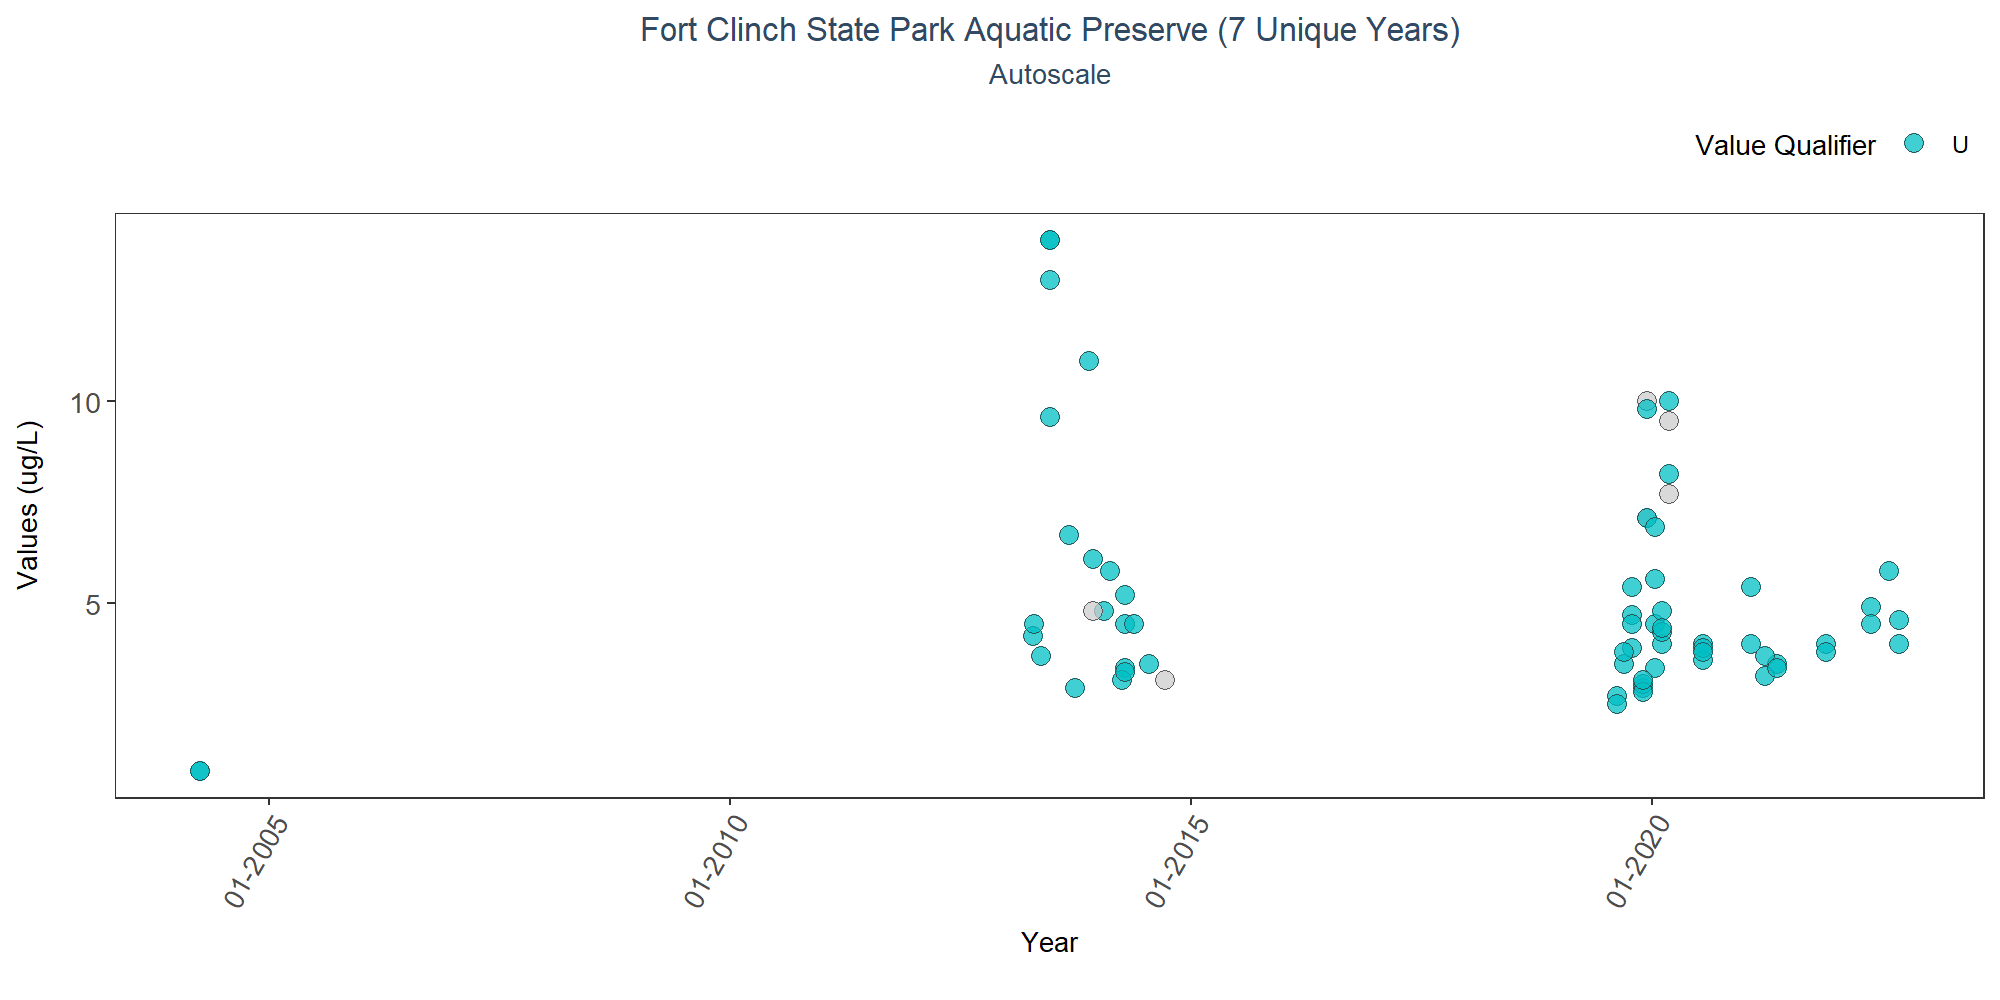 Fort Clinch State Park Aquatic Preserve (7 Unique Years)
Autoscale
Value Qualifier U
Values (ug/L)
10
5
01-2005
01-2010
01-2015
01-2020
Year